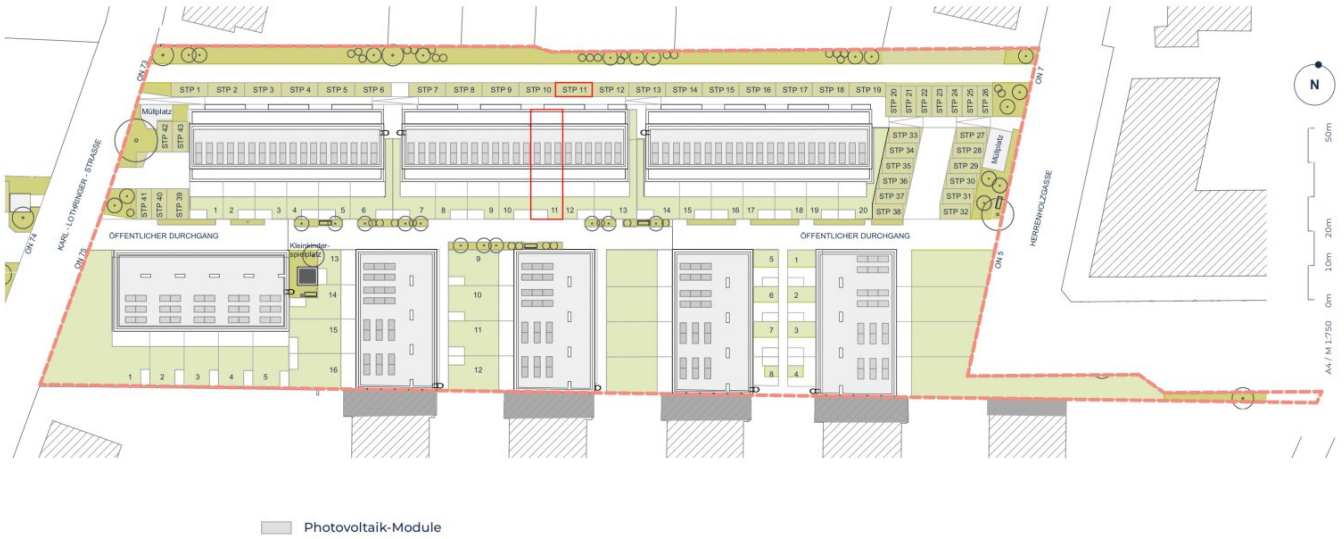 ON 73
ON 7
STP 1 STP 2 STP 3 STP 4 STP 5 STP 6 STP 7 STP 8 STP 9 STP 10 STP 11 STP 12 STP 13 STP 14 STP 15 STP 16 STP 17 STP 18 STP 19 STP 20 STP 21 STP 22 STP 23 STP 24 STP 25 STP 26
N
Müllplatz
STP 42
STP 43
STP 33
STP 34
STP 35
STP 36
STP 37
STP 38
STP 27
STP 28
STP 29
STP 30
STP 31
STP 32
Müllplatz
KARL - LOTHRINGER - STRASSE
HERRENHOLZGASSE
STP 41
STP 40
STP 39
1 2 3 4 5 6 7 8 9 10 11 12 13 14 15 16 17 18 19 20
ON 74
ON 75
ON 5
ÖFFENTLICHER DURCHGANG
ÖFFENTLICHER DURCHGANG
Kleinkinder-
spielplatz
13
14
15
16
9
10
11
12
5
6
7
8
1
2
3
4
1 2 3 4 5
50m
20m
10m
0m
A4 / M 1:750
Photovoltaik-Module